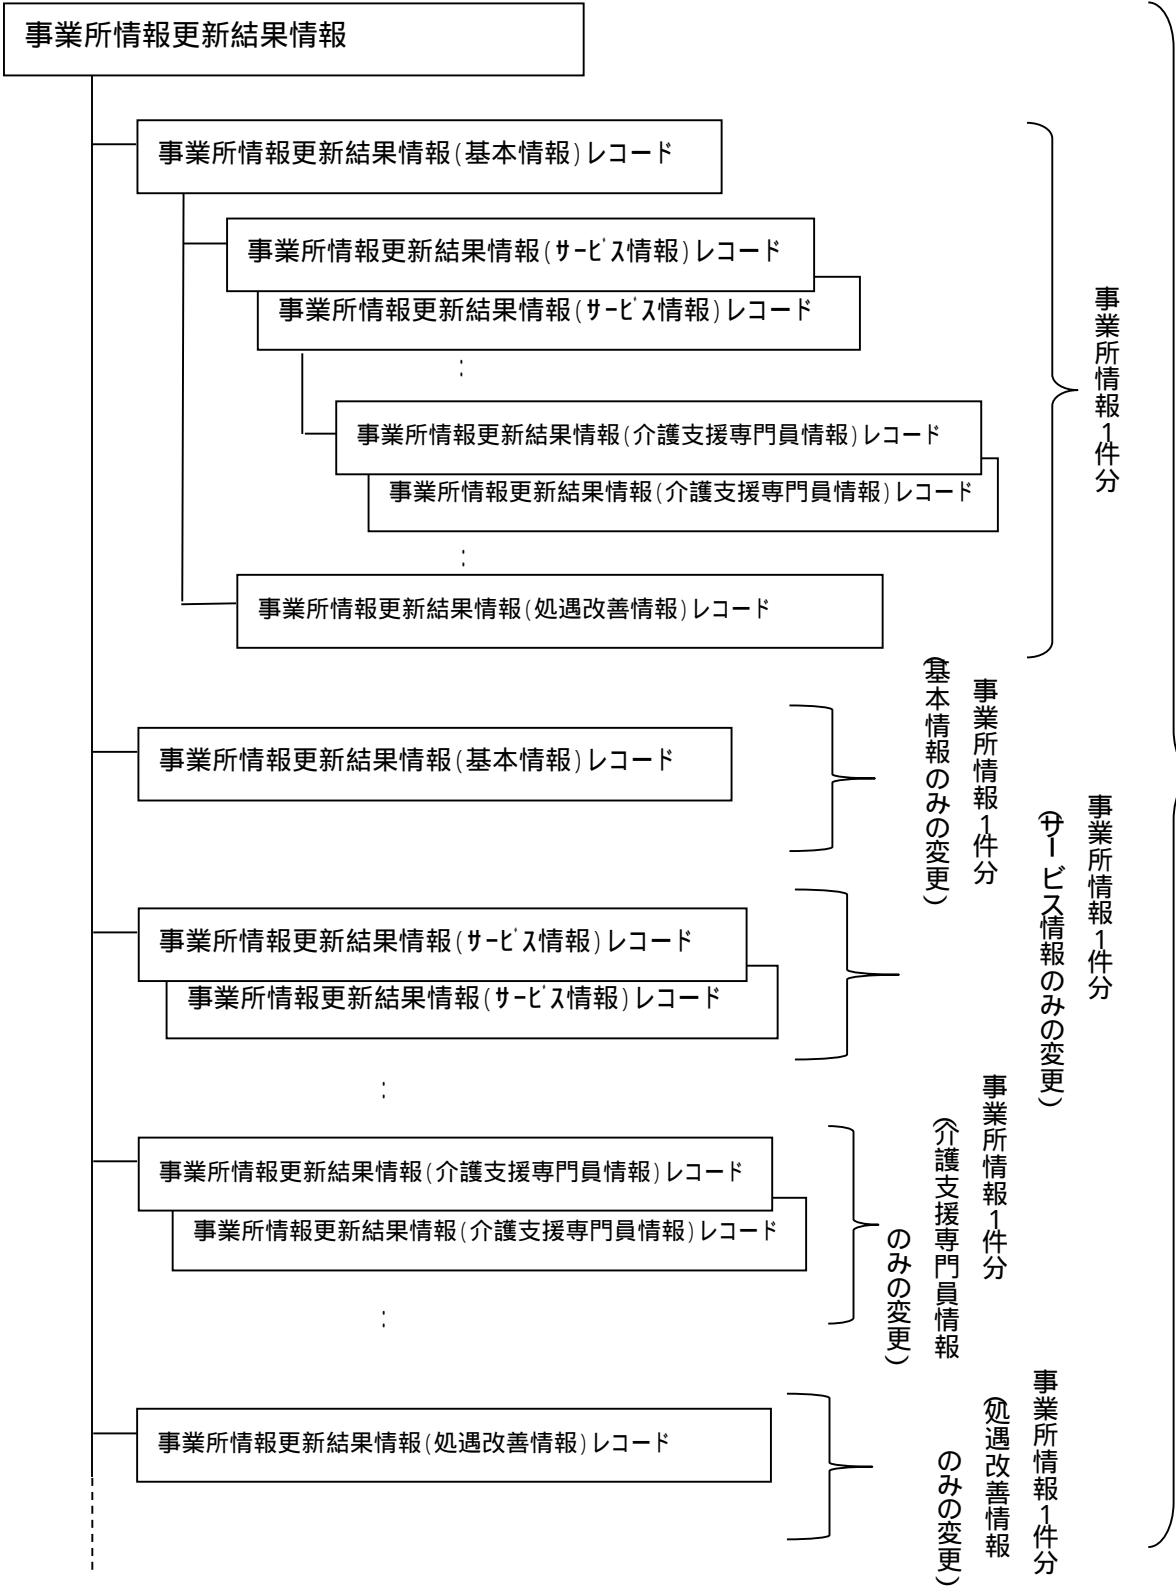 事業所情報更新結果情報
事業所情報更新結果情報(基本情報)レコード
事業所情報更新結果情報(ｻｰﾋﾞｽ情報)レコード
事業所情報更新結果情報(ｻｰﾋﾞｽ情報)レコード
:
事業所情報更新結果情報(介護支援専門員情報)レコード
事業所情報更新結果情報(介護支援専門員情報)レコード
:
事業所情報更新結果情報(処遇改善情報)レコード
事業所情報1件分
事業所情報更新結果情報(基本情報)レコード
事業所情報1件分
(基本情報のみの変更)
事業所情報更新結果情報(ｻｰﾋﾞｽ情報)レコード
事業所情報更新結果情報(ｻｰﾋﾞｽ情報)レコード
:
事業所情報1件分
(サービス情報のみの変更)
事業所情報更新結果情報(介護支援専門員情報)レコード
事業所情報更新結果情報(介護支援専門員情報)レコード
:
事業所情報1件分
(介護支援専門員情報
のみの変更)
事業所情報更新結果情報(処遇改善情報)レコード
事業所情報1件分
(処遇改善情報
のみの変更)